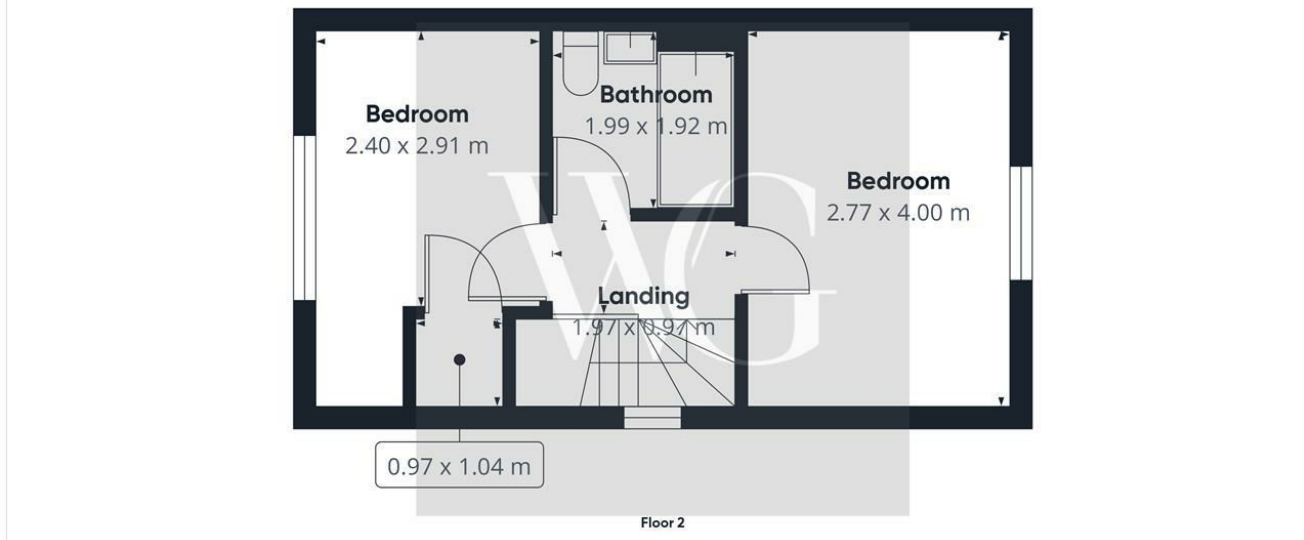 Bedroom
2.40 x 2.91 m
Bathroom
1.99 x 1.92 m
Bedroom
2.77 x 4.00 m
WG
Landing
1.97 x 0.97 m
0.97 x 1.04 m
Floor 2